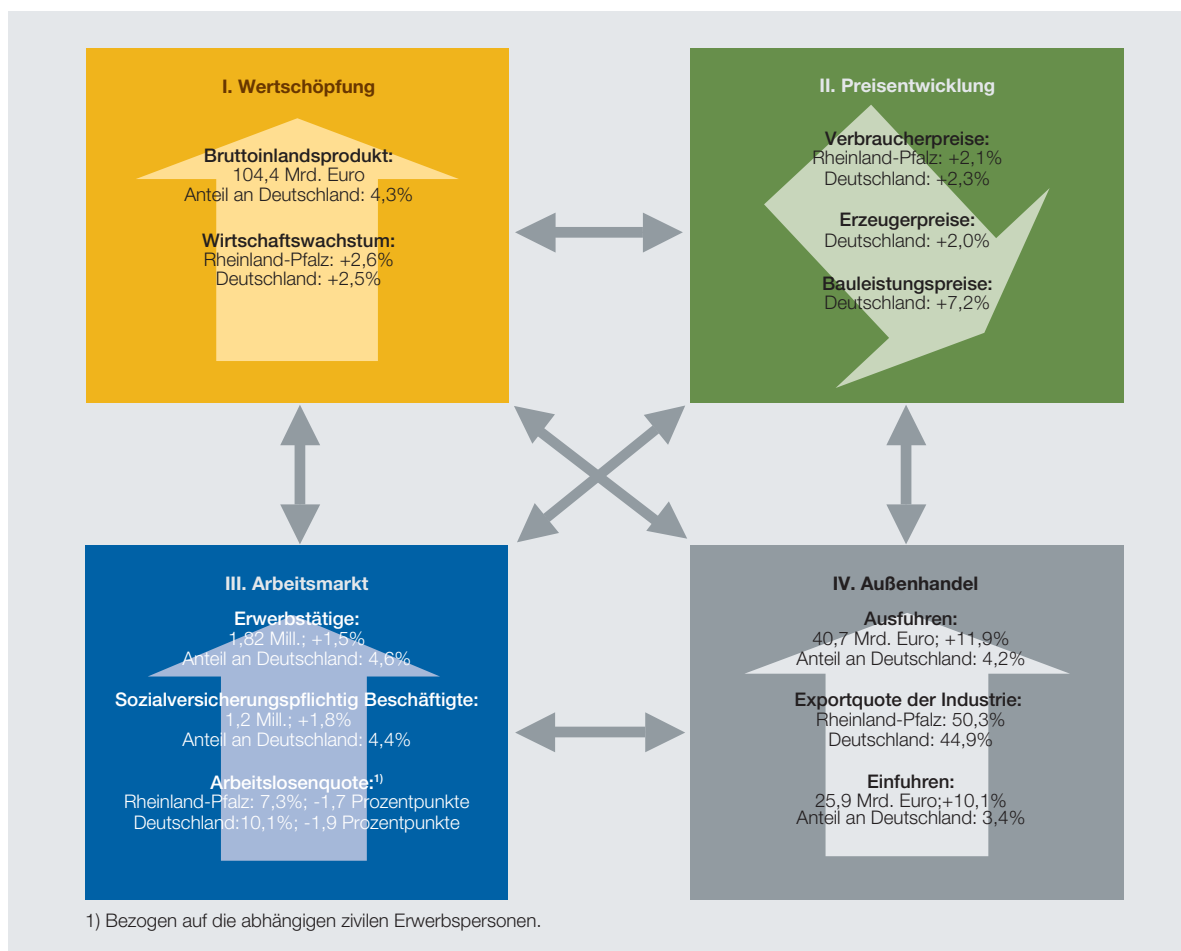 I. Wertschöpfung
Bruttoinlandsprodukt:
104,4 Mrd. Euro
Anteil an Deutschland: 4,3%
Wirtschaftswachstum:
Rheinland-Pfalz: +2,6%
Deutschland: +2,5%
II. Preisentwicklung
Verbraucherpreise:
Rheinland-Pfalz: +2,1%
Deutschland: +2,3%
Erzeugerpreise:
Deutschland: +2,0%
Bauleistungspreise:
Deutschland: +7,2%
III. Arbeitsmarkt
Erwerbstätige:
1,82 Mill.; +1,5%
Anteil an Deutschland: 4,6%
Sozialversicherungspflichtig Beschäftigte:
1,2 Mill.; +1,8%
Anteil an Deutschland: 4,4%
Arbeitslosenquote:1)
Rheinland-Pfalz: 7,3%; -1,7 Prozentpunkte
Deutschland:10,1%; -1,9 Prozentpunkte
IV. Außenhandel
Ausfuhren:
40,7 Mrd. Euro; +11,9%
Anteil an Deutschland: 4,2%
Exportquote der Industrie:
Rheinland-Pfalz: 50,3%
Deutschland: 44,9%
Einfuhren:
25,9 Mrd. Euro;+10,1%
Anteil an Deutschland: 3,4%
1) Bezogen auf die abhängigen zivilen Erwerbspersonen.